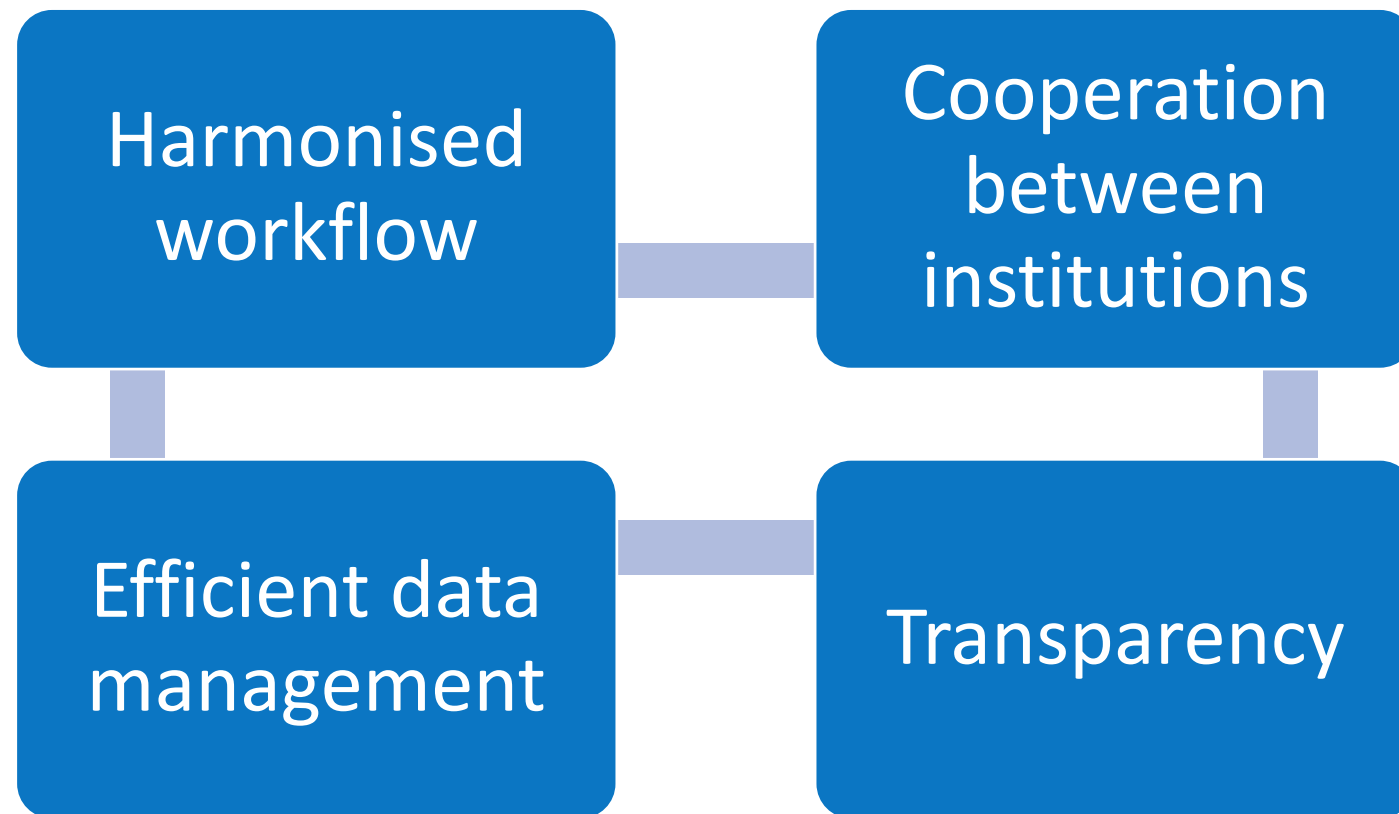 Harmonised
workflow
Cooperation
between
institutions
Efficient data
management
Transparency